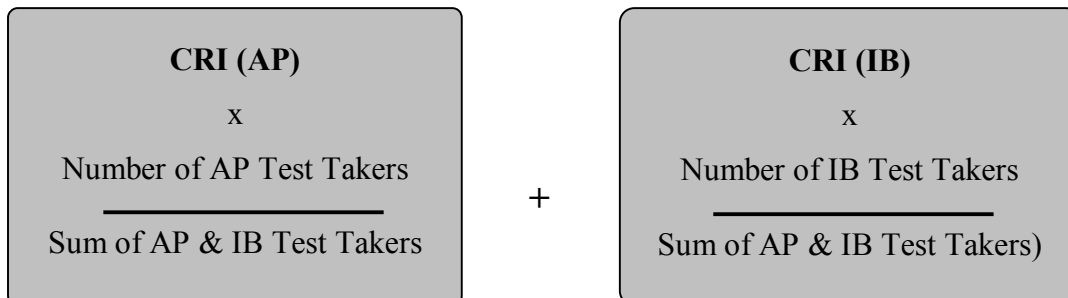 CRI (AP)
x
Number of AP Test Takers
Sum of AP & IB Test Takers
+
CRI (IB)
x
Number of IB Test Takers
Sum of AP & IB Test Takers)